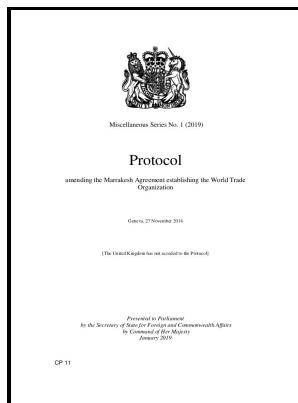 Miscellaneous Series No. 1 (2019)
Protocol
amending the Marrakesh Agreement establishing the World Trade
Organization
Geneva, 27 November 2014
[The United Kingdom has not acceded to the Protocol]
Presented to Parliament
by the Secretary of State for Foreign and Commonwealth Affairs
by Command of Her Majesty
January 2019
CP 11